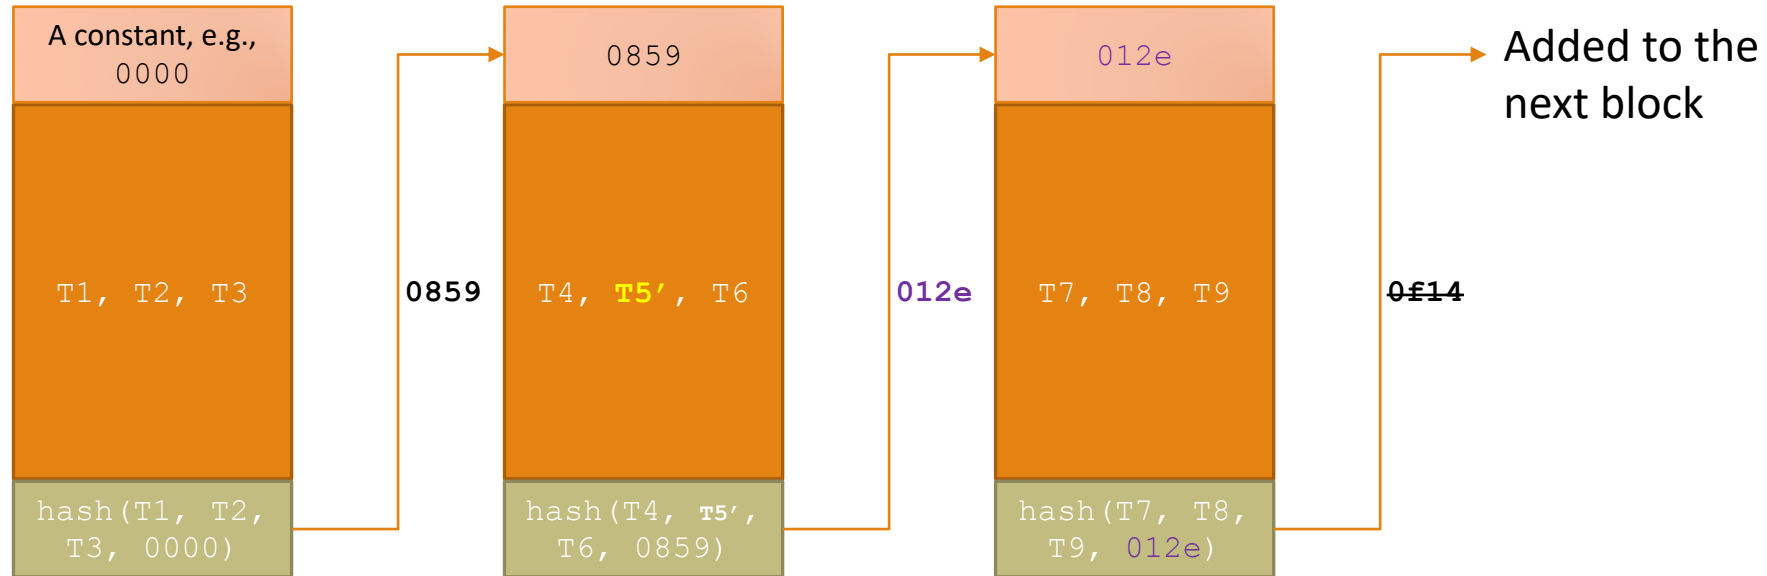 A constant, e.g.,
0000
T1, T2, T3
hash(T1, T2,
T3, 0000)
0859
0859
T4, T5’, T6
hash(T4, T5’,
T6, 0859)
012e
012e
T7, T8, T9
hash(T7, T8,
T9, 012e)
0f14
Added to the
next block